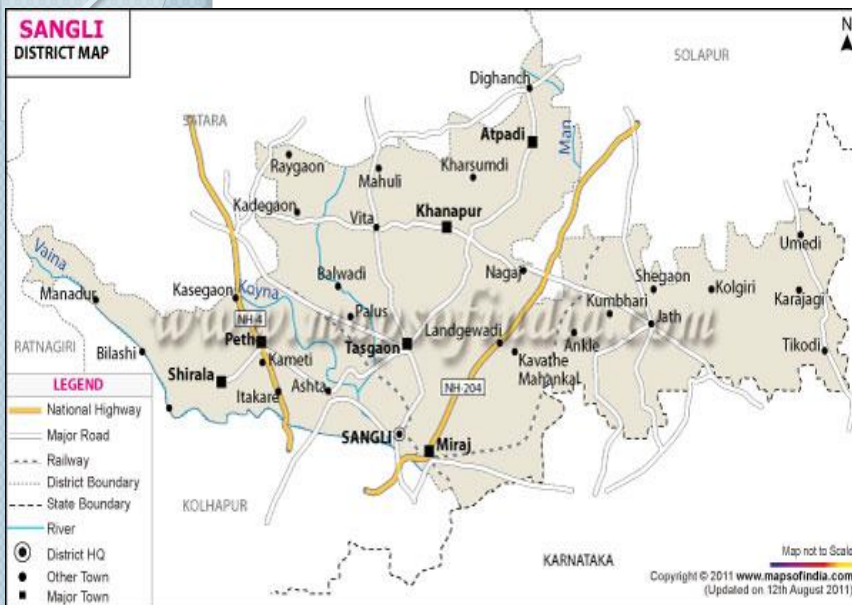 SANGLI
DISTRICT MAP
N
SOLAPUR
Dighanch
SATARA
Atpadi
Man
Raygaon
Mahuli
Kharsumdi
Kadegaon
Vita
Khanapur
Umedi
Vaina
Nagaj
Shegaon
Balwadi
Kolgiri
Karajagi
Manadur
Kasegaon
Koyna
Kumbhari
Palus
NH-4
www.mapsofindia.com
Landgewadi
Jath
RATNAGIRI
Peth
Tasgaon
Ankle
Bilashi
Kameti
Kavathe
Mahankal
Tikodi
Shirala
Itakare
Ashta
NH-204
SANGLI
Miraj
KOLHAPUR
KARNATAKA
LEGEND
National Highway
Major Road
Railway
District Boundary
State Boundary
River
District HQ
Other Town
Major Town
Map not to Scale
Copyright © 2011 www.mapsofindia.com
(Updated on 12th August 2011)